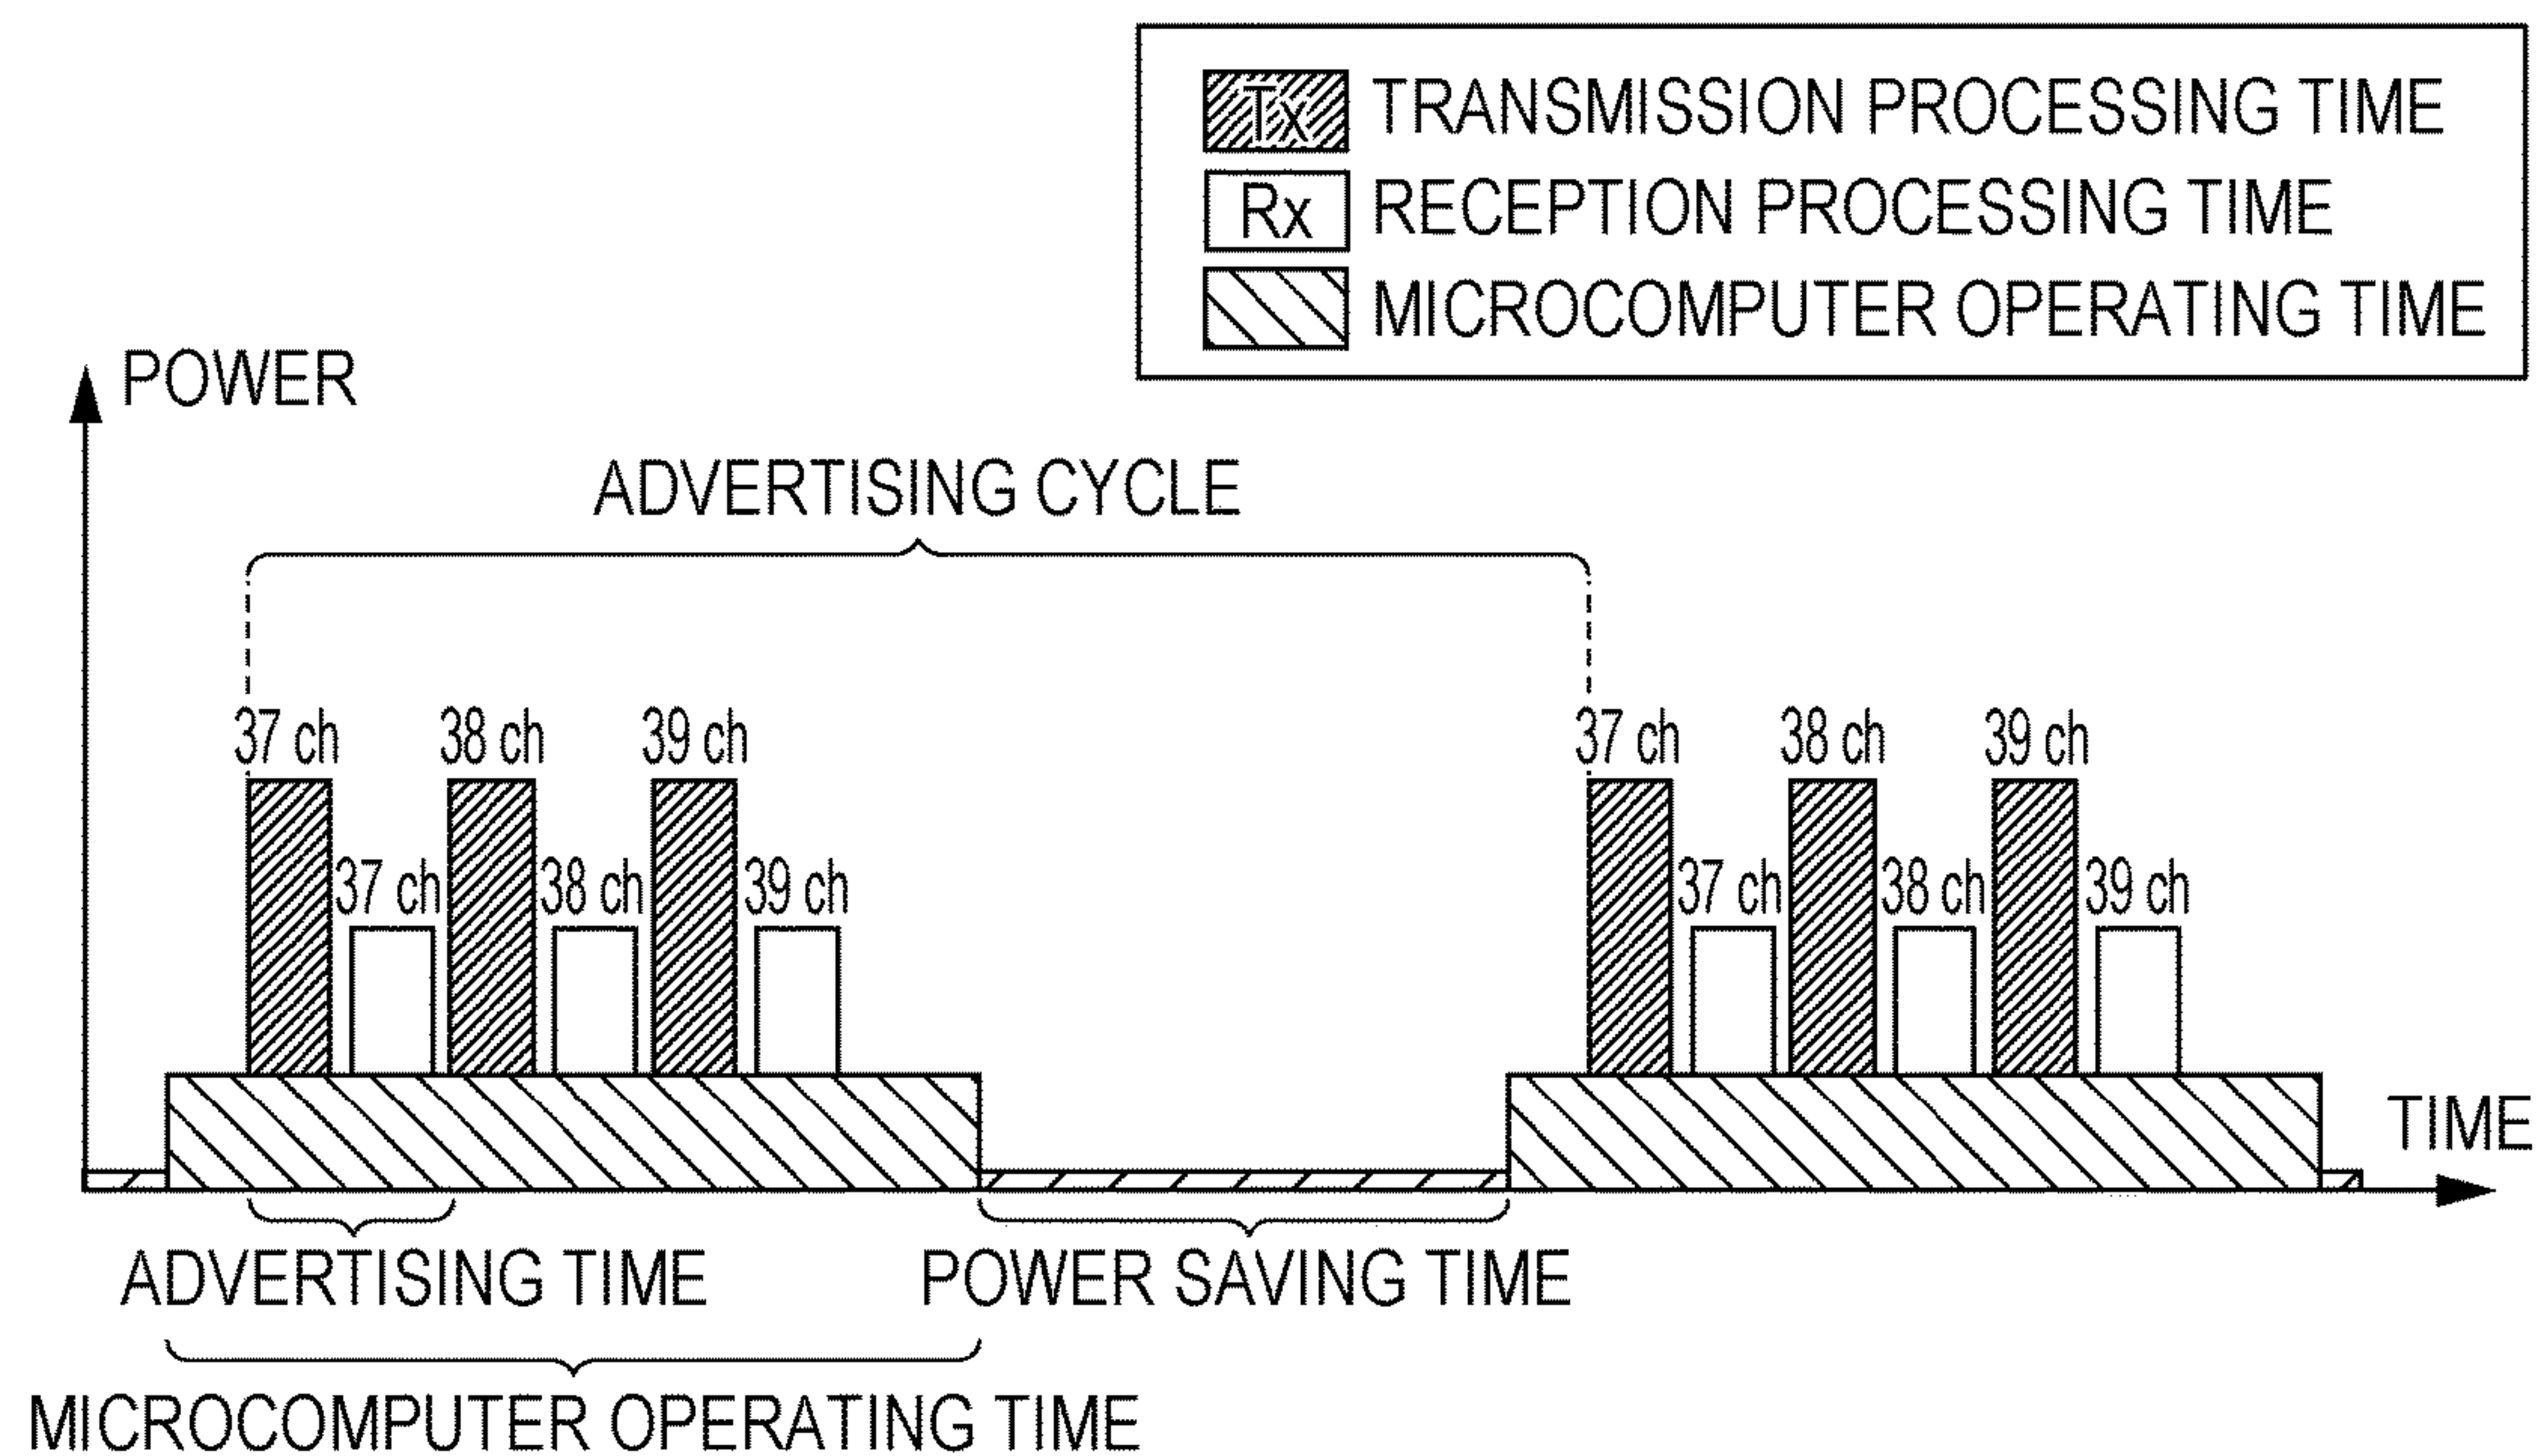 Tx TRANSMISSION PROCESSING TIME
Rx RECEPTION PROCESSING TIME
MICROCOMPUTER OPERATING TIME
POWER
ADVERTISING CYCLE
37 ch 38 ch 39 ch 37 ch 38 ch 39 ch
37 ch 38 ch 39 ch 37 ch 38 ch 39 ch
TIME
ADVERTISING TIME POWER SAVING TIME
MICROCOMPUTER OPERATING TIME